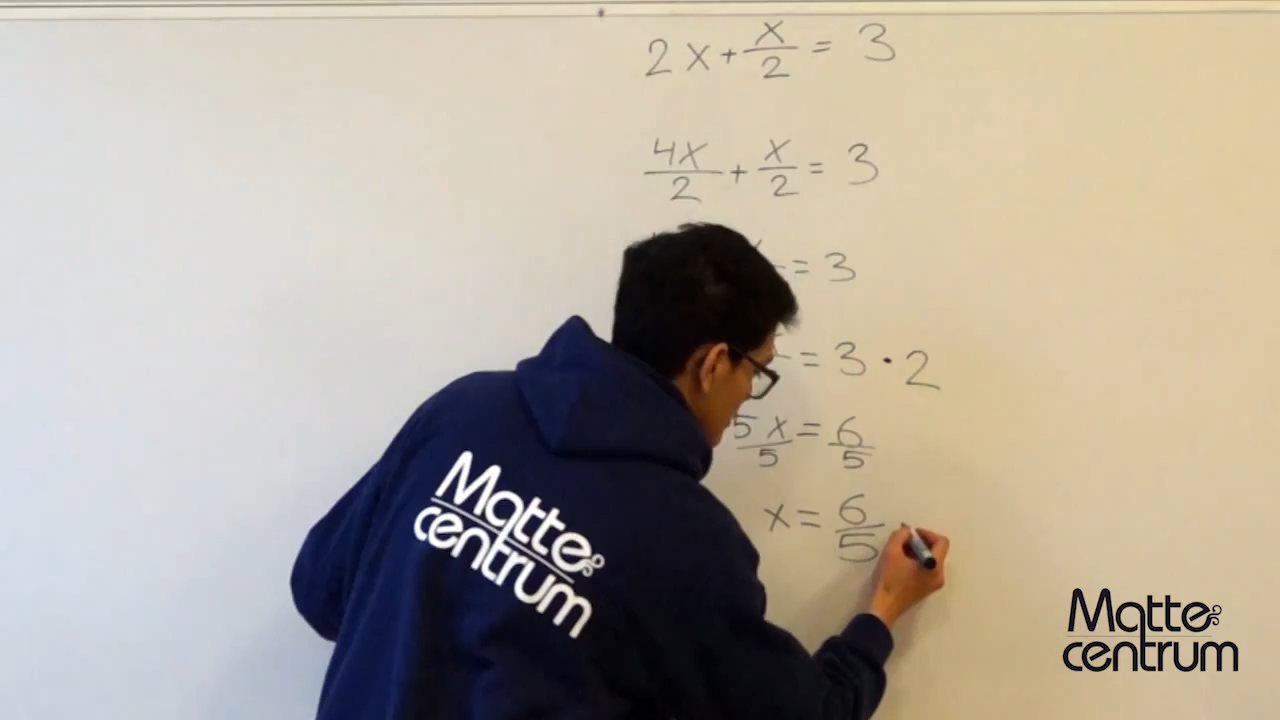 2x + x/2 = 3
4x/2 + x/2 = 3
= 3
= 3 · 2
5x/5 = 6/5
x = 6/5
Matte
centrum
Matte
centrum